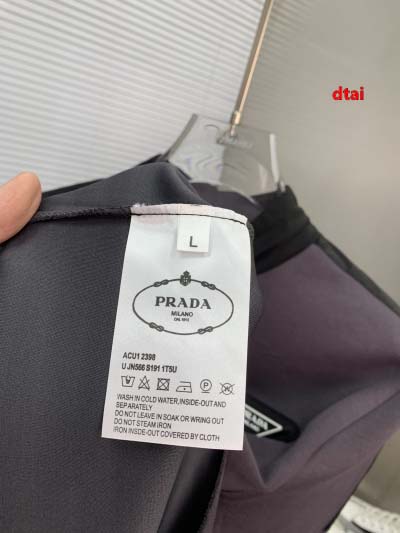 dtai
L
PRADA
MILANO
DAL 1913
ACU1 2398
U JN566 S191 1T5U
WASH IN COLD WATER, INSIDE-OUT AND
SEPARATELY
DO NOT LEAVE IN SOAK OR WRING OUT
DO NOT STEAM IRON
IRON INSIDE-OUT COVERED BY CLOTH
PRADA